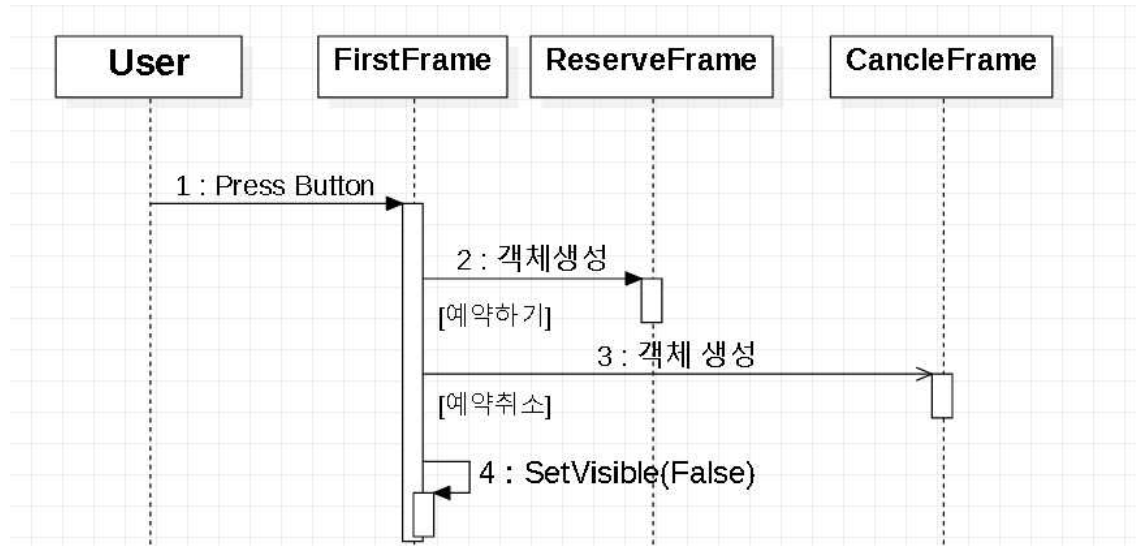 User
FirstFrame
ReserveFrame
CancleFrame
1 : Press Button
2 : 객체생성
[예약하기]
3 : 객체 생성
[예약취소]
4 : SetVisible(False)